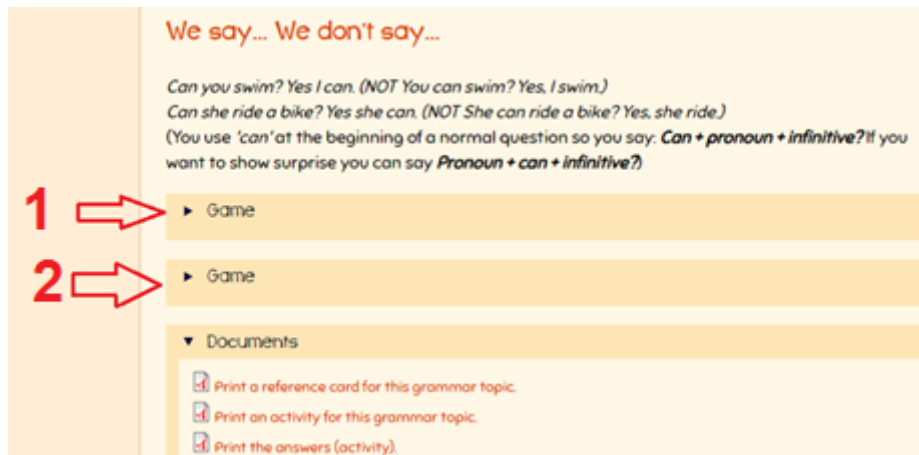 We say... We don't say...
Can you swim? Yes I can. (NOT You can swim? Yes, I swim.)
Can she ride a bike? Yes she can. (NOT She can ride a bike? Yes, she ride.)
(You use 'can' at the beginning of a normal question so you say: Can + pronoun + infinitive? If you
want to show surprise you can say Pronoun + can + infinitive?)
1
Game
2
Game
Documents
Print a reference card for this grammar topic.
Print an activity for this grammar topic.
Print the answers (activity).